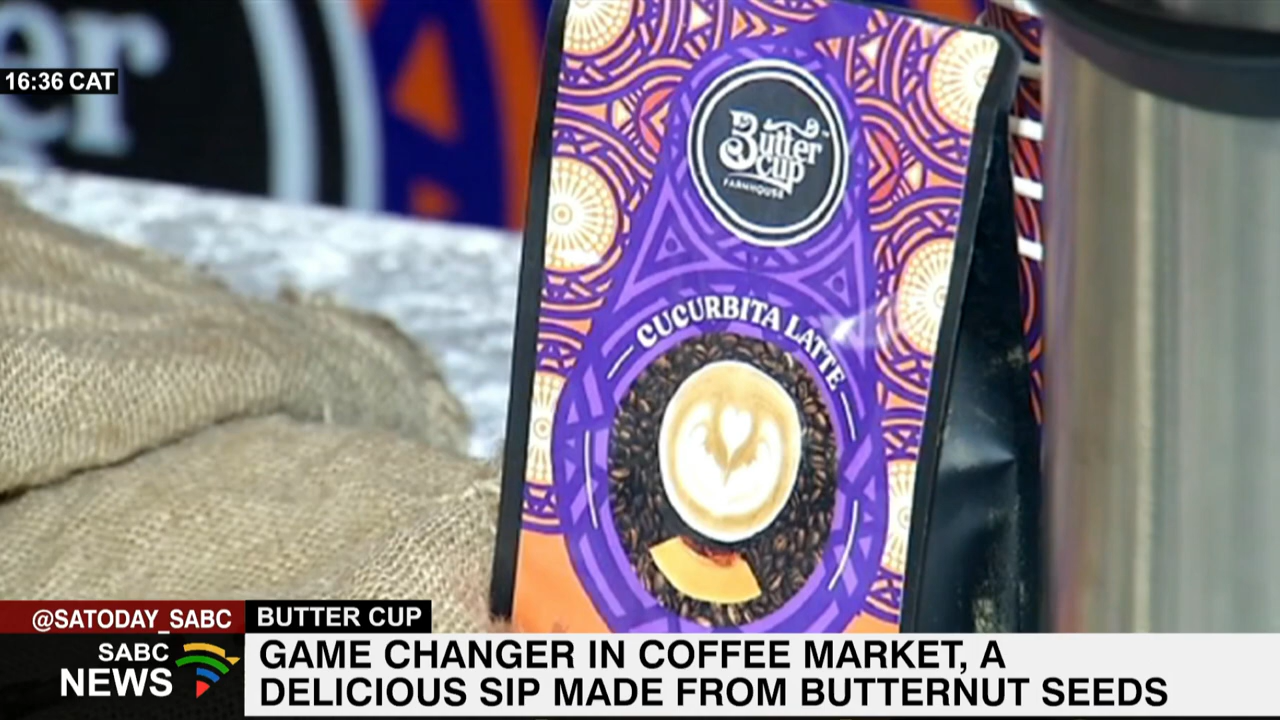 er
16:36 CAT
Butter
cup
FARMHOUSE
CUCURBITA LATTE
@SATODAY_SABC
BUTTER CUP
SABC
NEWS
GAME CHANGER IN COFFEE MARKET, A
DELICIOUS SIP MADE FROM BUTTERNUT SEEDS